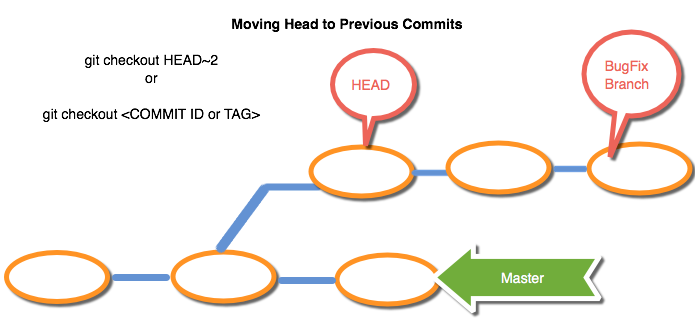 Moving Head to Previous Commits
git checkout HEAD~2
or
git checkout <COMMIT ID or TAG>
HEAD
BugFix
Branch
Master